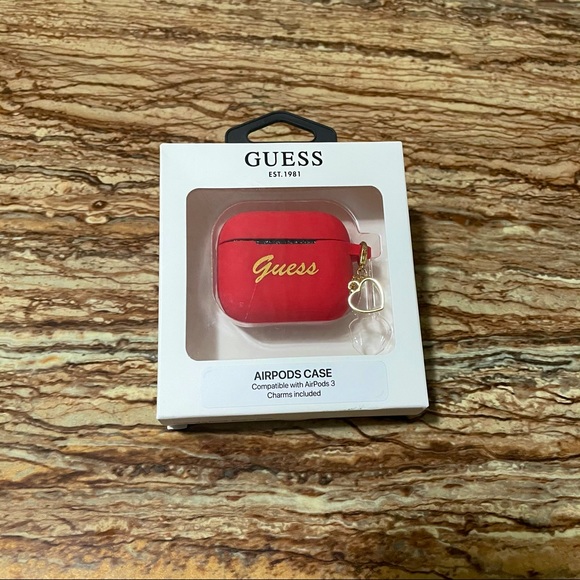 GUESS
EST.1981
Guess
AIRPODS CASE
Compatible with AirPods 3
Charms included